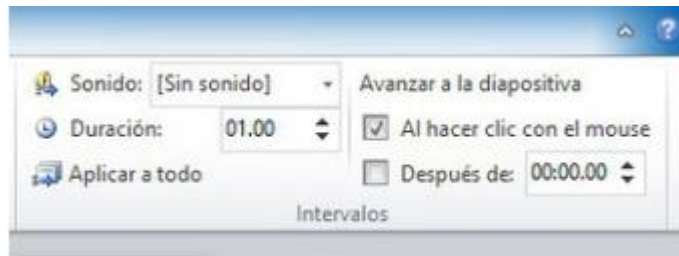 Sonido: [Sin sonido]
Duración: 01.00
Aplicar a todo
Avanzar a la diapositiva
Al hacer clic con el mouse
Después de: 00:00.00
Intervalos
?